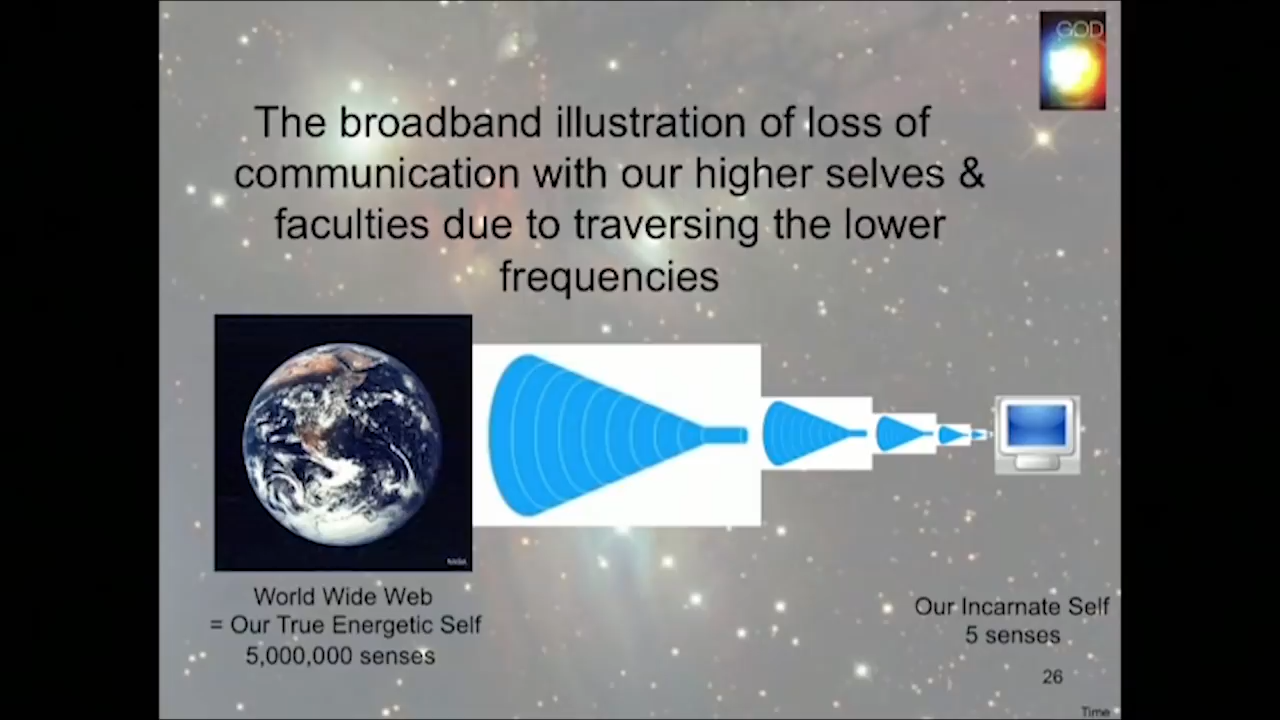 GOD
The broadband illustration of loss of
communication with our higher selves &
faculties due to traversing the lower
frequencies
NASA
World Wide Web
= Our True Energetic Self
5,000,000 senses
Our Incarnate Self
5 senses
26
Time